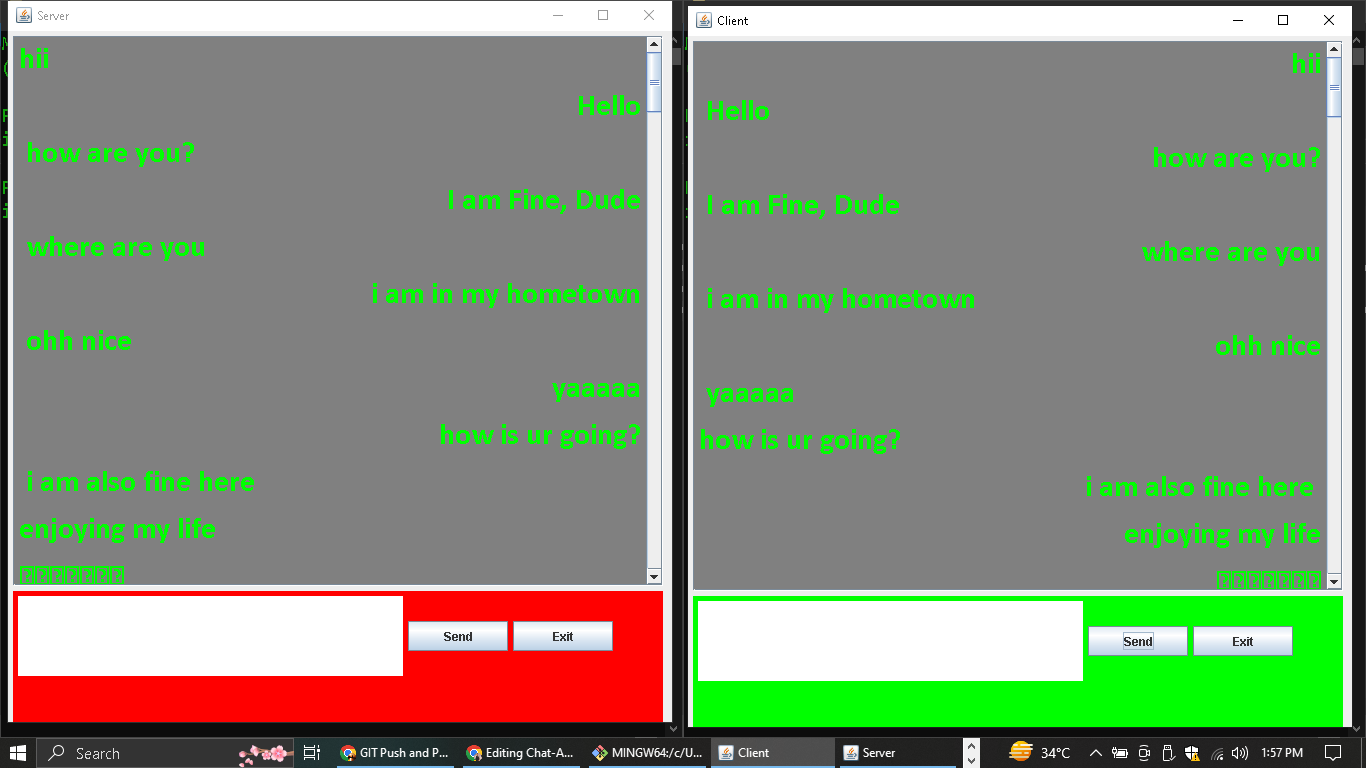 Server
hii
Hello
how are you?
I am Fine, Dude
where are you
i am in my hometown
ohh nice
yaaaaa
how is ur going?
i am also fine here
enjoying my life
Send
Exit
Client
hii
Hello
how are you?
I am Fine, Dude
where are you
i am in my hometown
ohh nice
yaaaaa
how is ur going?
i am also fine here
enjoying my life
Send
Exit
Search
GIT Push and P...
Editing Chat-A...
MINGW64:/c/U...
Client
Server
34°C
1:57 PM